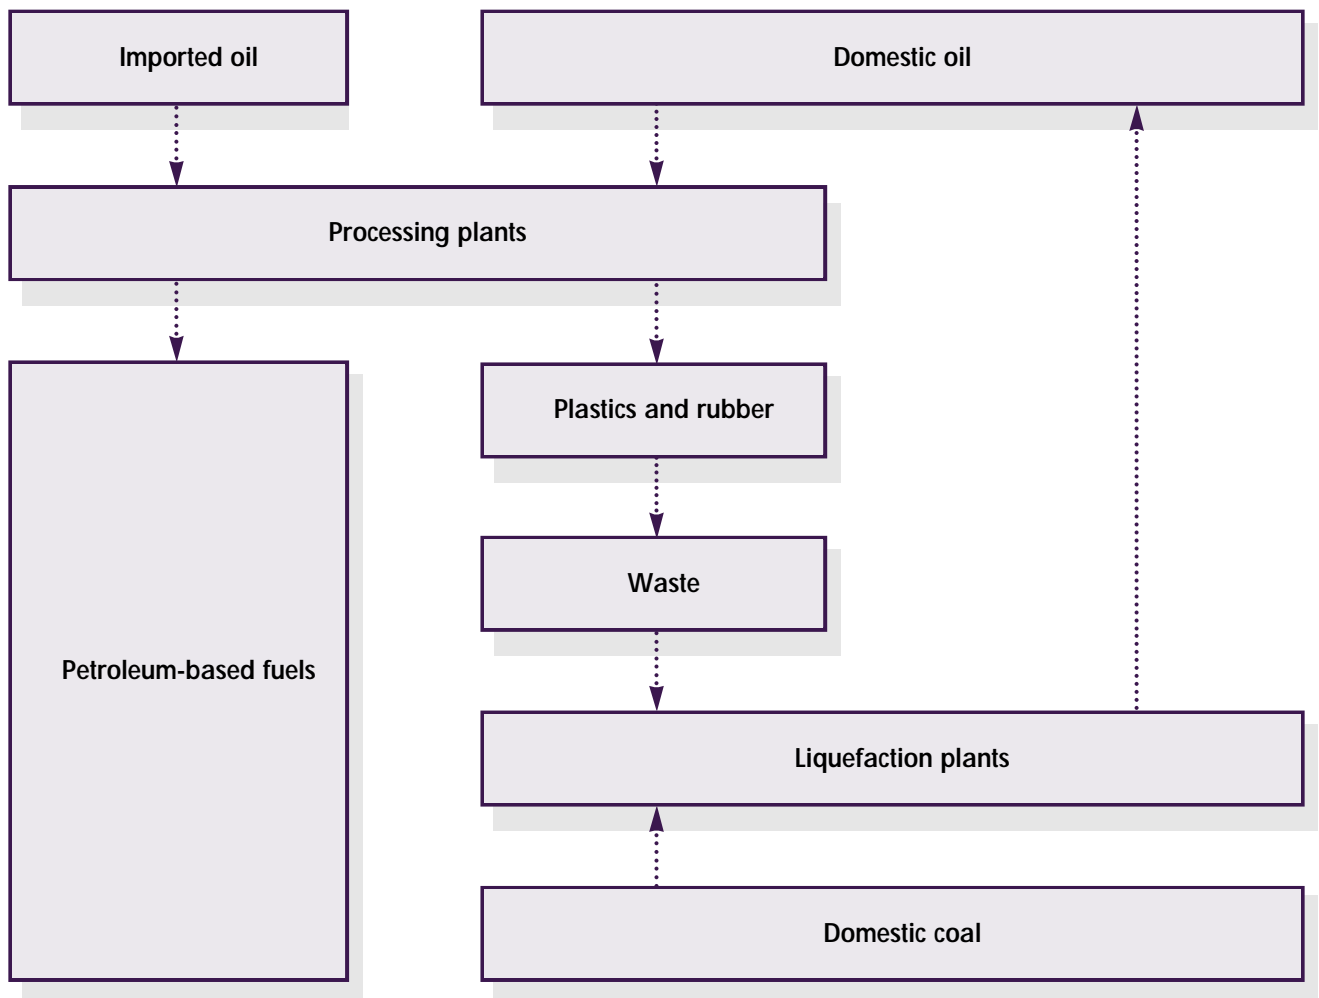 Imported oil
Domestic oil
Processing plants
Plastics and rubber
Waste
Petroleum-based fuels
Liquefaction plants
Domestic coal